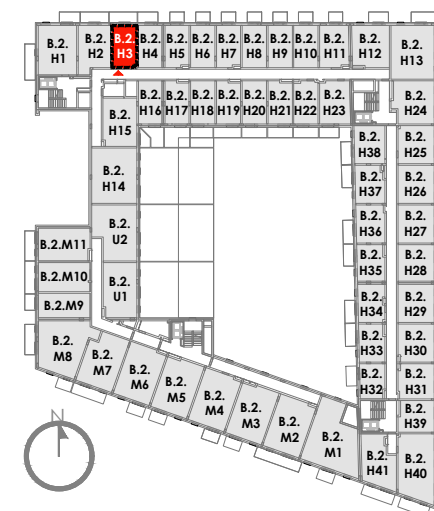 B.2.
H1
B.2.
H2
B.2.
H3
B.2.
H4
B.2.
H5
B.2.
H6
B.2.
H7
B.2.
H8
B.2.
H9
B.2.
H10
B.2.
H11
B.2.
H12
B.2.
H13
B.2.
H15
B.2.
H16
B.2.
H17
B.2.
H18
B.2.
H19
B.2.
H20
B.2.
H21
B.2.
H22
B.2.
H23
B.2.
H24
B.2.
H38
B.2.
H25
B.2.
H14
B.2.
H37
B.2.
H26
B.2.
U2
B.2.
H36
B.2.
H27
B.2.M11
B.2.
H35
B.2.
H28
B.2.M10
B.2.
U1
B.2.
H34
B.2.
H29
B.2.M9
B.2.
H33
B.2.
H30
B.2.
M8
B.2.
M7
B.2.
M6
B.2.
M5
B.2.
M4
B.2.
M3
B.2.
M2
B.2.
M1
B.2.
H32
B.2.
H31
B.2.
H39
B.2.
H41
B.2.
H40
N